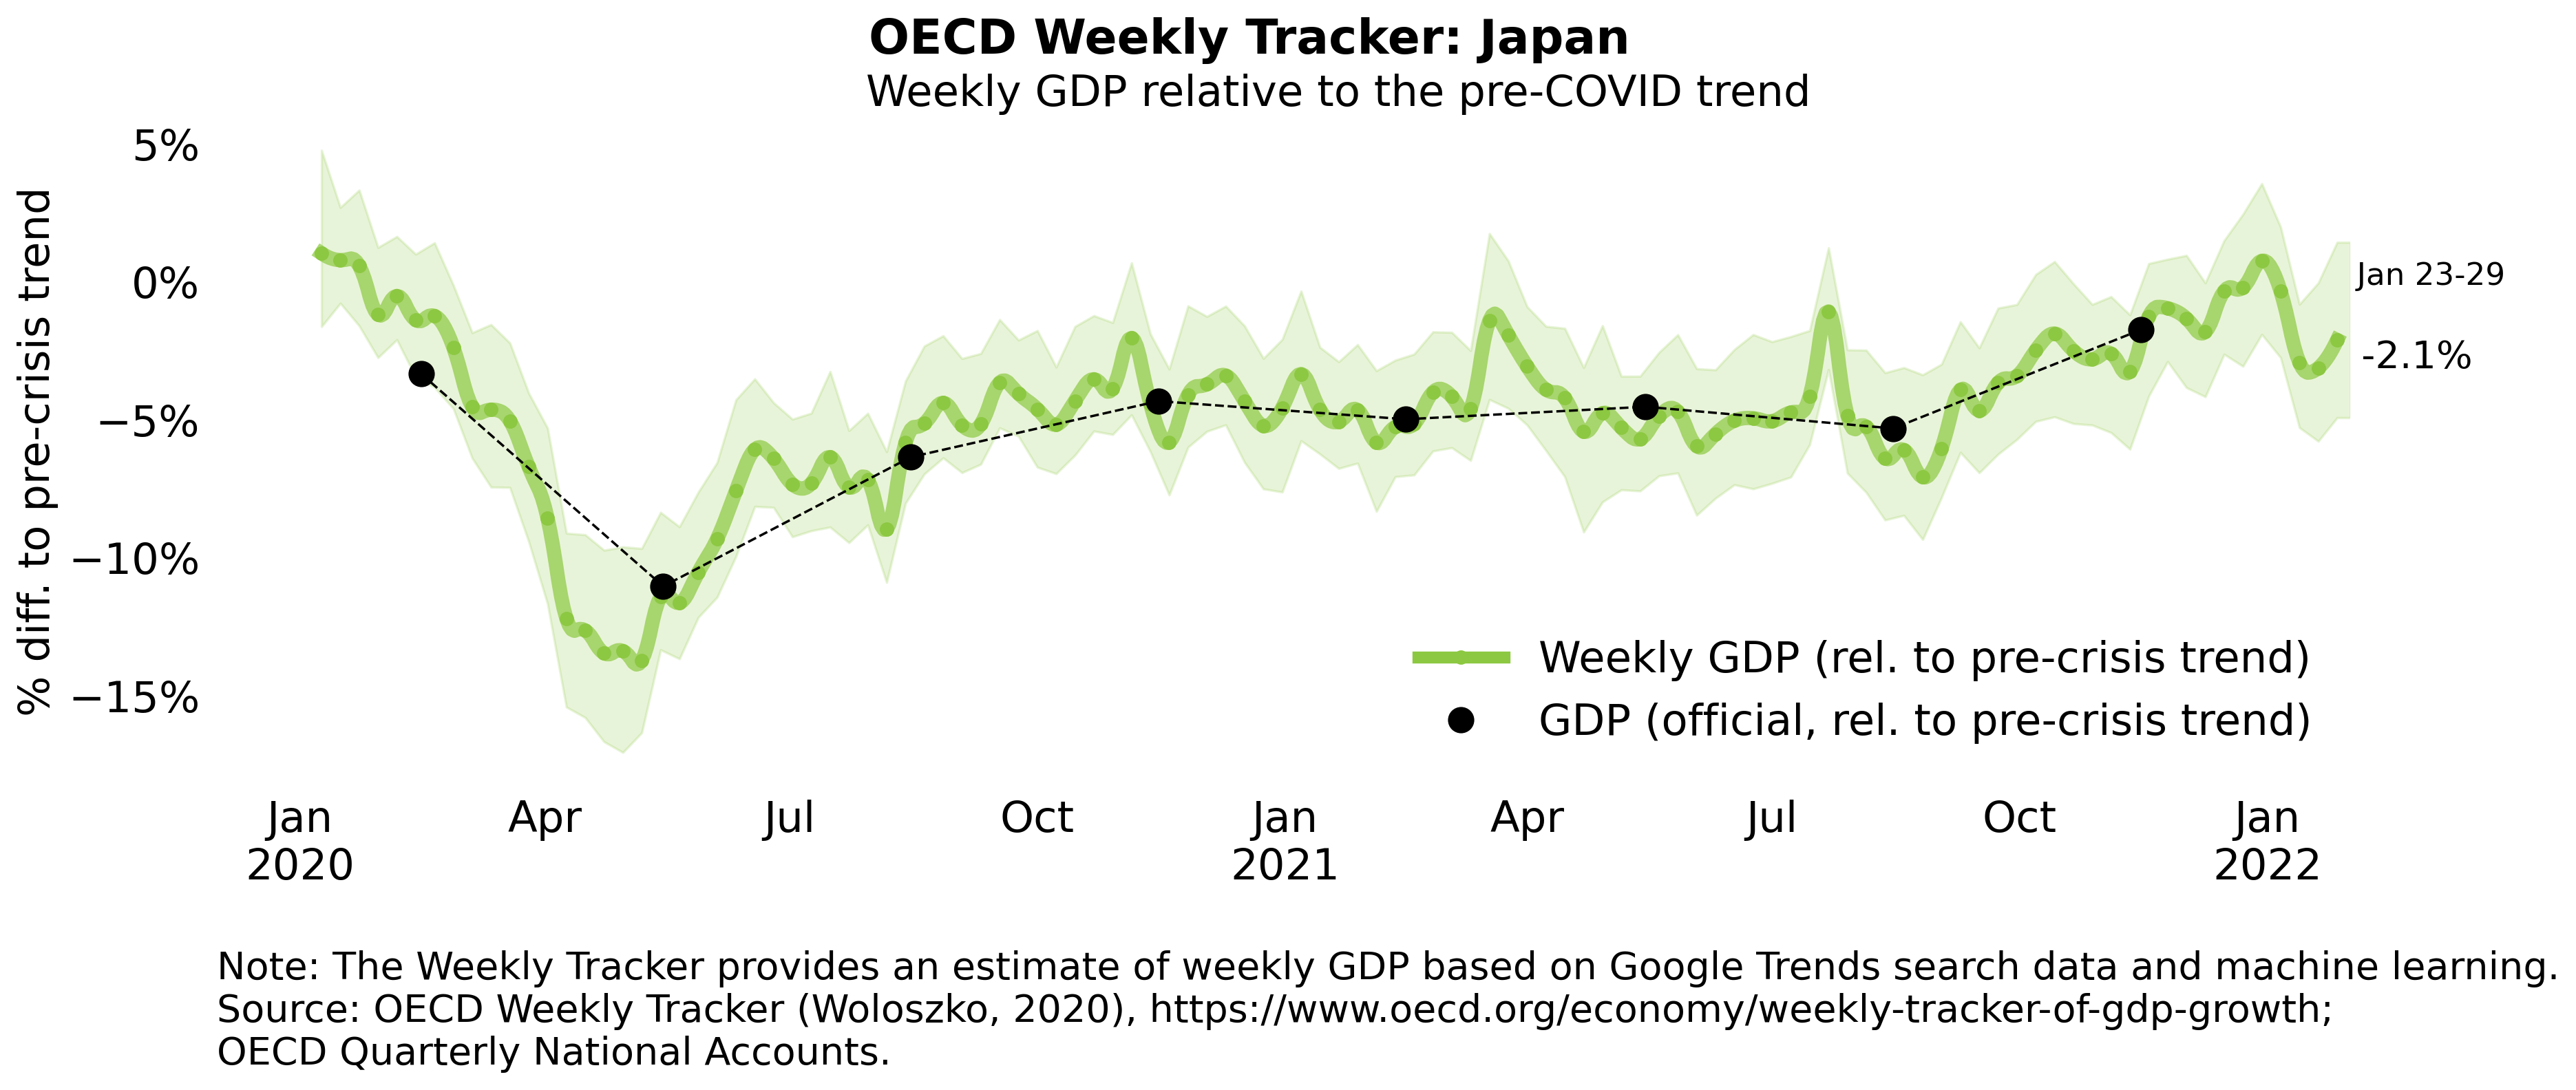 OECD Weekly Tracker: Japan
Weekly GDP relative to the pre-COVID trend
% diff. to pre-crisis trend
5%
0%
−5%
−10%
−15%
Jan 23-29
-2.1%
Weekly GDP (rel. to pre-crisis trend)
GDP (official, rel. to pre-crisis trend)
Jan Apr Jul Oct Jan Apr Jul Oct Jan
2020 2021 2022
Note: The Weekly Tracker provides an estimate of weekly GDP based on Google Trends search data and machine learning.
Source: OECD Weekly Tracker (Woloszko, 2020), https://www.oecd.org/economy/weekly-tracker-of-gdp-growth;
OECD Quarterly National Accounts.